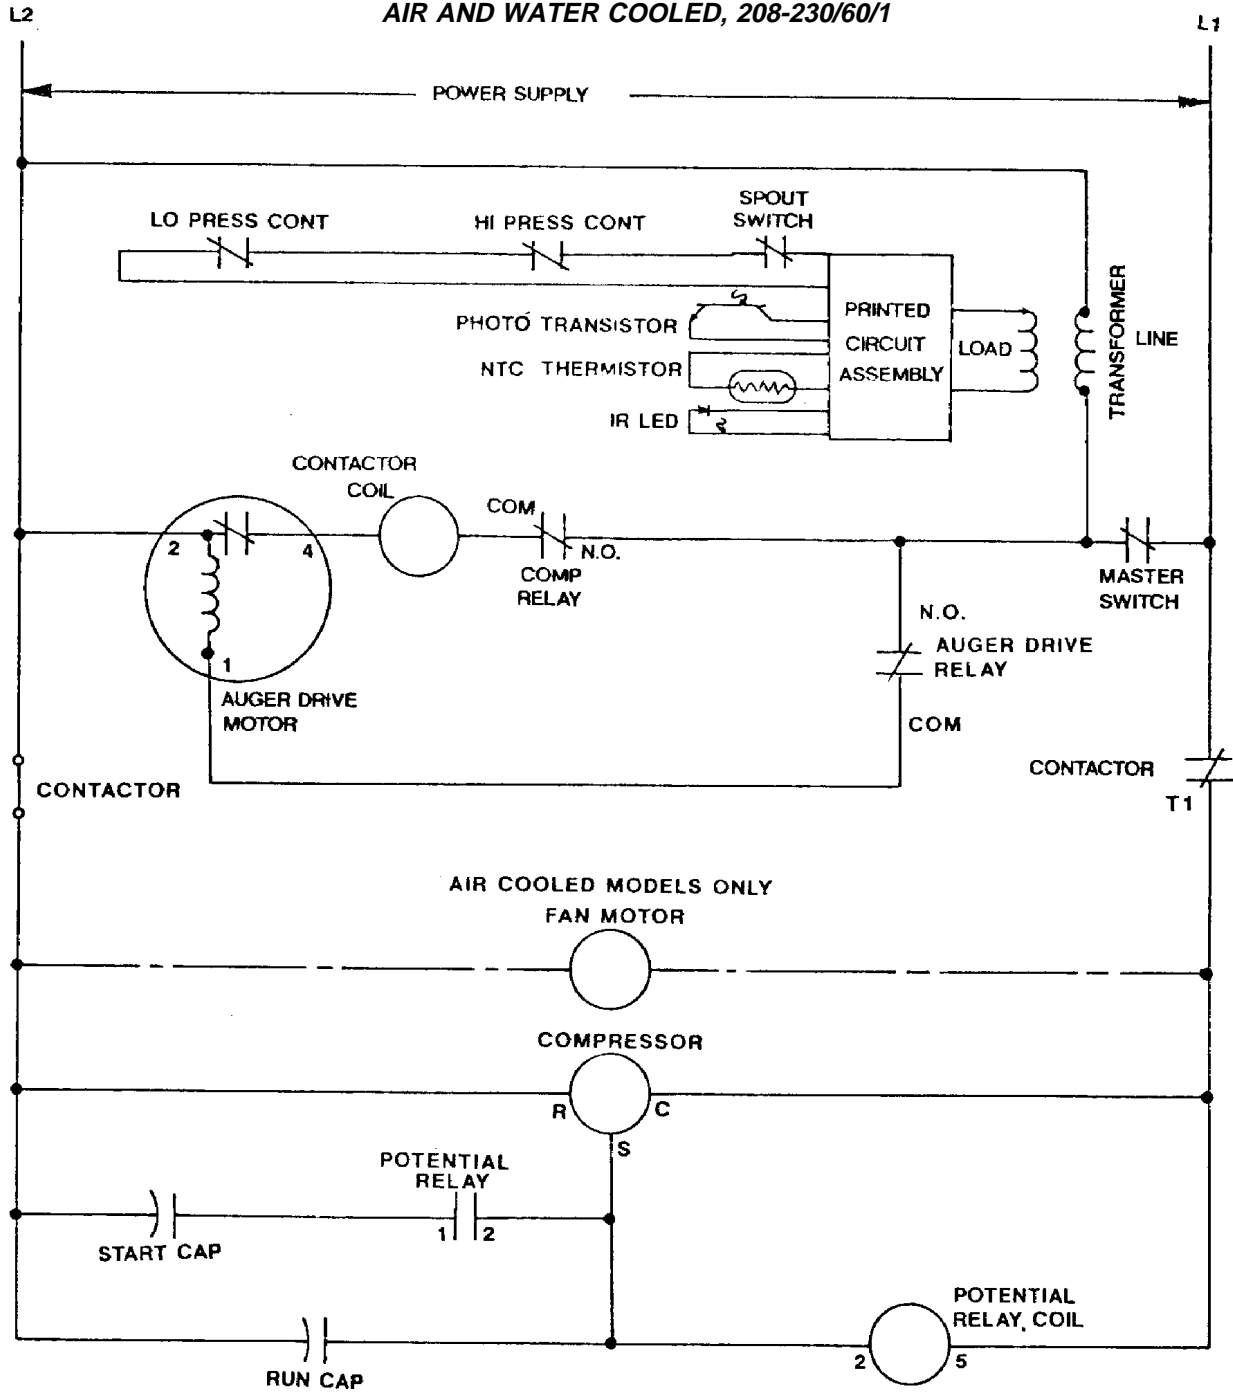 AIR AND WATER COOLED, 208-230/60/1
L2
L1
POWER SUPPLY
SPOUT
SWITCH
LO PRESS CONT
HI PRESS CONT
PHOTO TRANSISTOR
NTC THERMISTOR
IR LED
PRINTED
CIRCUIT
ASSEMBLY
LOAD
TRANSFORMER
LINE
CONTACTOR
COIL
COM
N.O.
COMP
RELAY
2
4
1
AUGER DRIVE
MOTOR
MASTER
SWITCH
N.O.
AUGER DRIVE
RELAY
COM
CONTACTOR
CONTACTOR
T1
AIR COOLED MODELS ONLY
FAN MOTOR
COMPRESSOR
R
C
S
POTENTIAL
RELAY
1
2
START CAP
RUN CAP
POTENTIAL
RELAY COIL
2
5